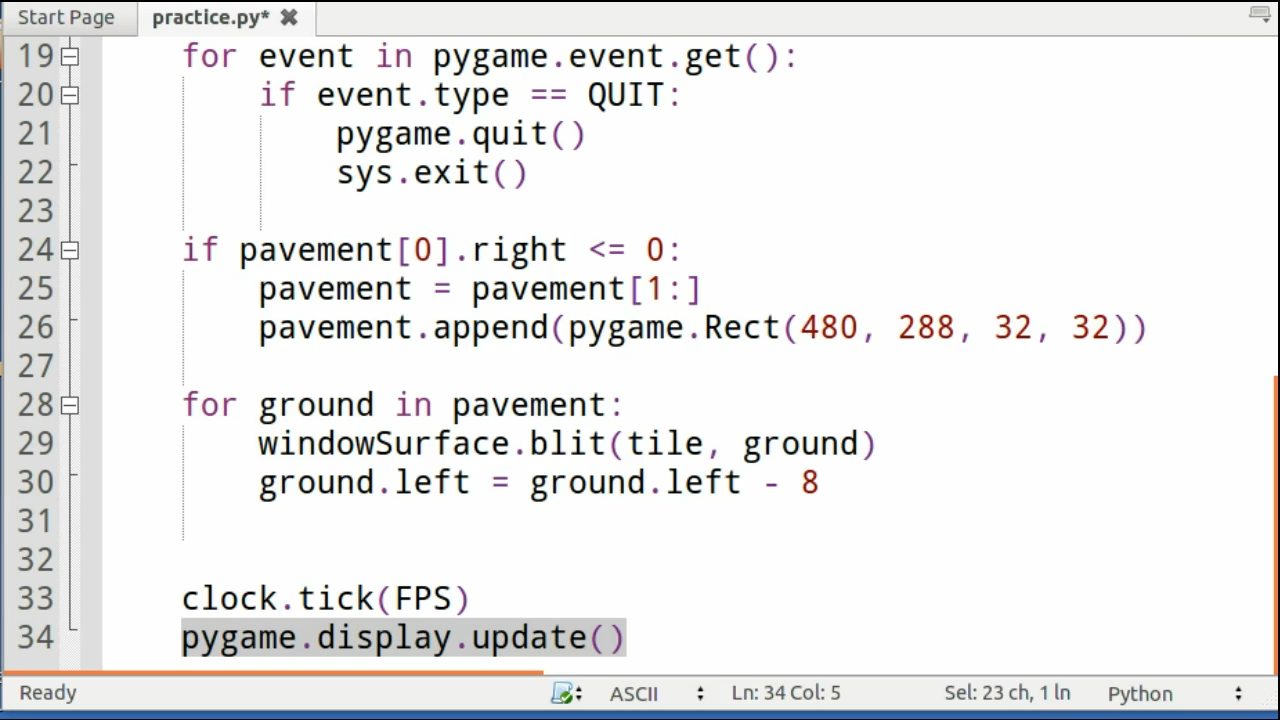 Start Page
practice.py*
19 for event in pygame.event.get():
20 if event.type == QUIT:
21 pygame.quit()
22 sys.exit()
23
24 if pavement[0].right <= 0:
25 pavement = pavement[1:]
26 pavement.append(pygame.Rect(480, 288, 32, 32))
27
28 for ground in pavement:
29 windowSurface.blit(tile, ground)
30 ground.left = ground.left - 8
31
32
33 clock.tick(FPS)
34 pygame.display.update()
Ready ASCII Ln: 34 Col: 5 Sel: 23 ch, 1 ln Python